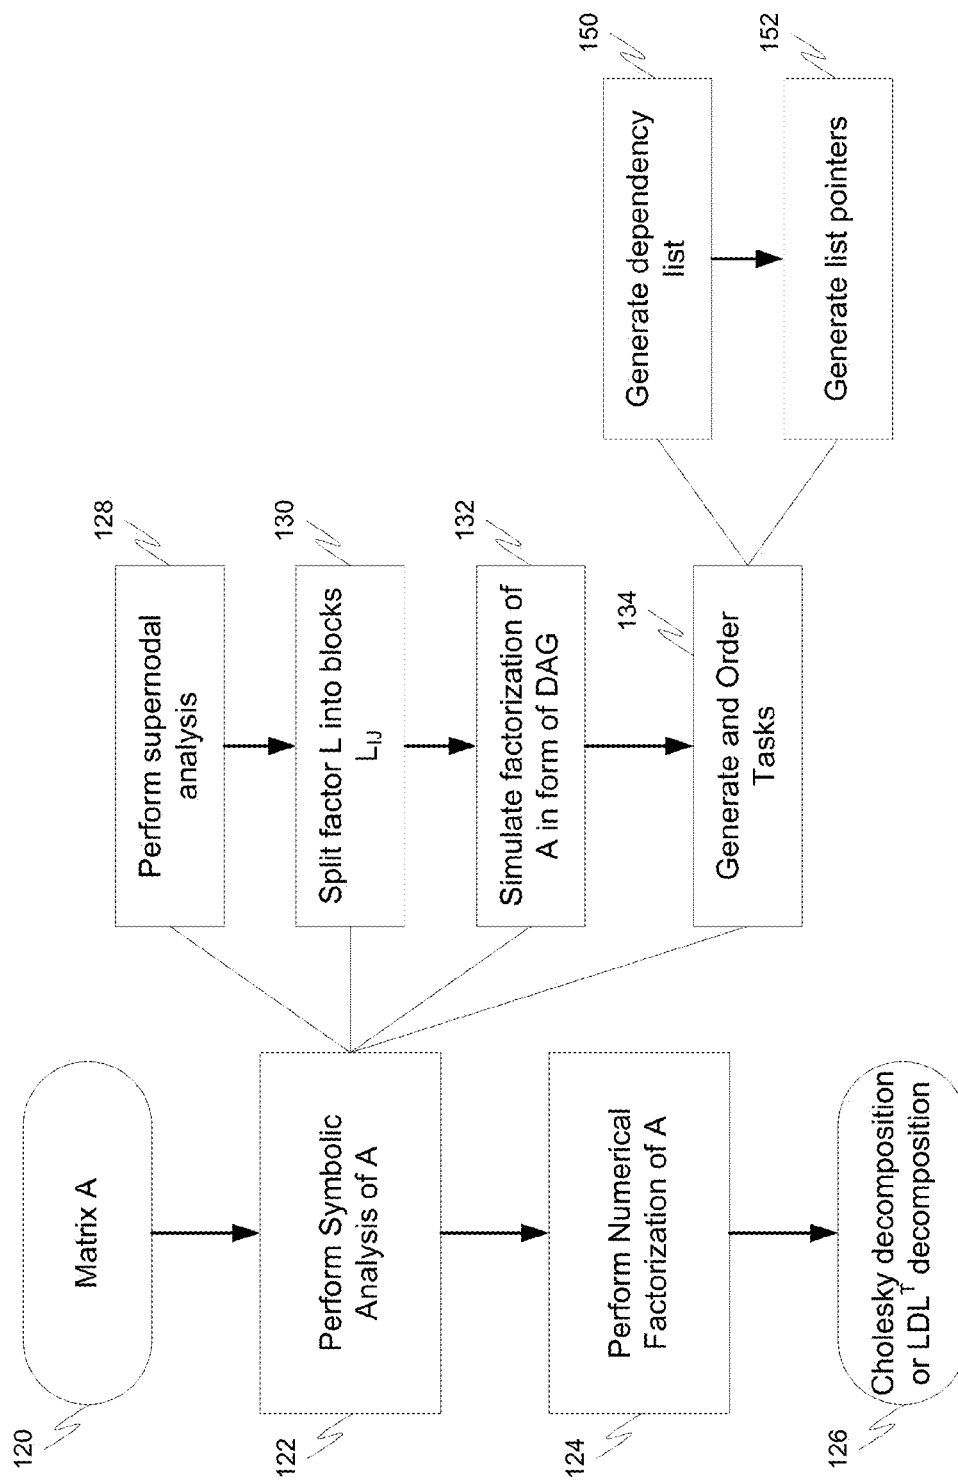 120
Matrix A
122
Perform Symbolic
Analysis of A
124
Perform Numerical
Factorization of A
126
Cholesky decomposition
or LDL^T decomposition
128
Perform supernodal
analysis
130
Split factor L into blocks
L_IJ
132
Simulate factorization of
A in form of DAG
134
Generate and Order
Tasks
150
Generate dependency
list
152
Generate list pointers